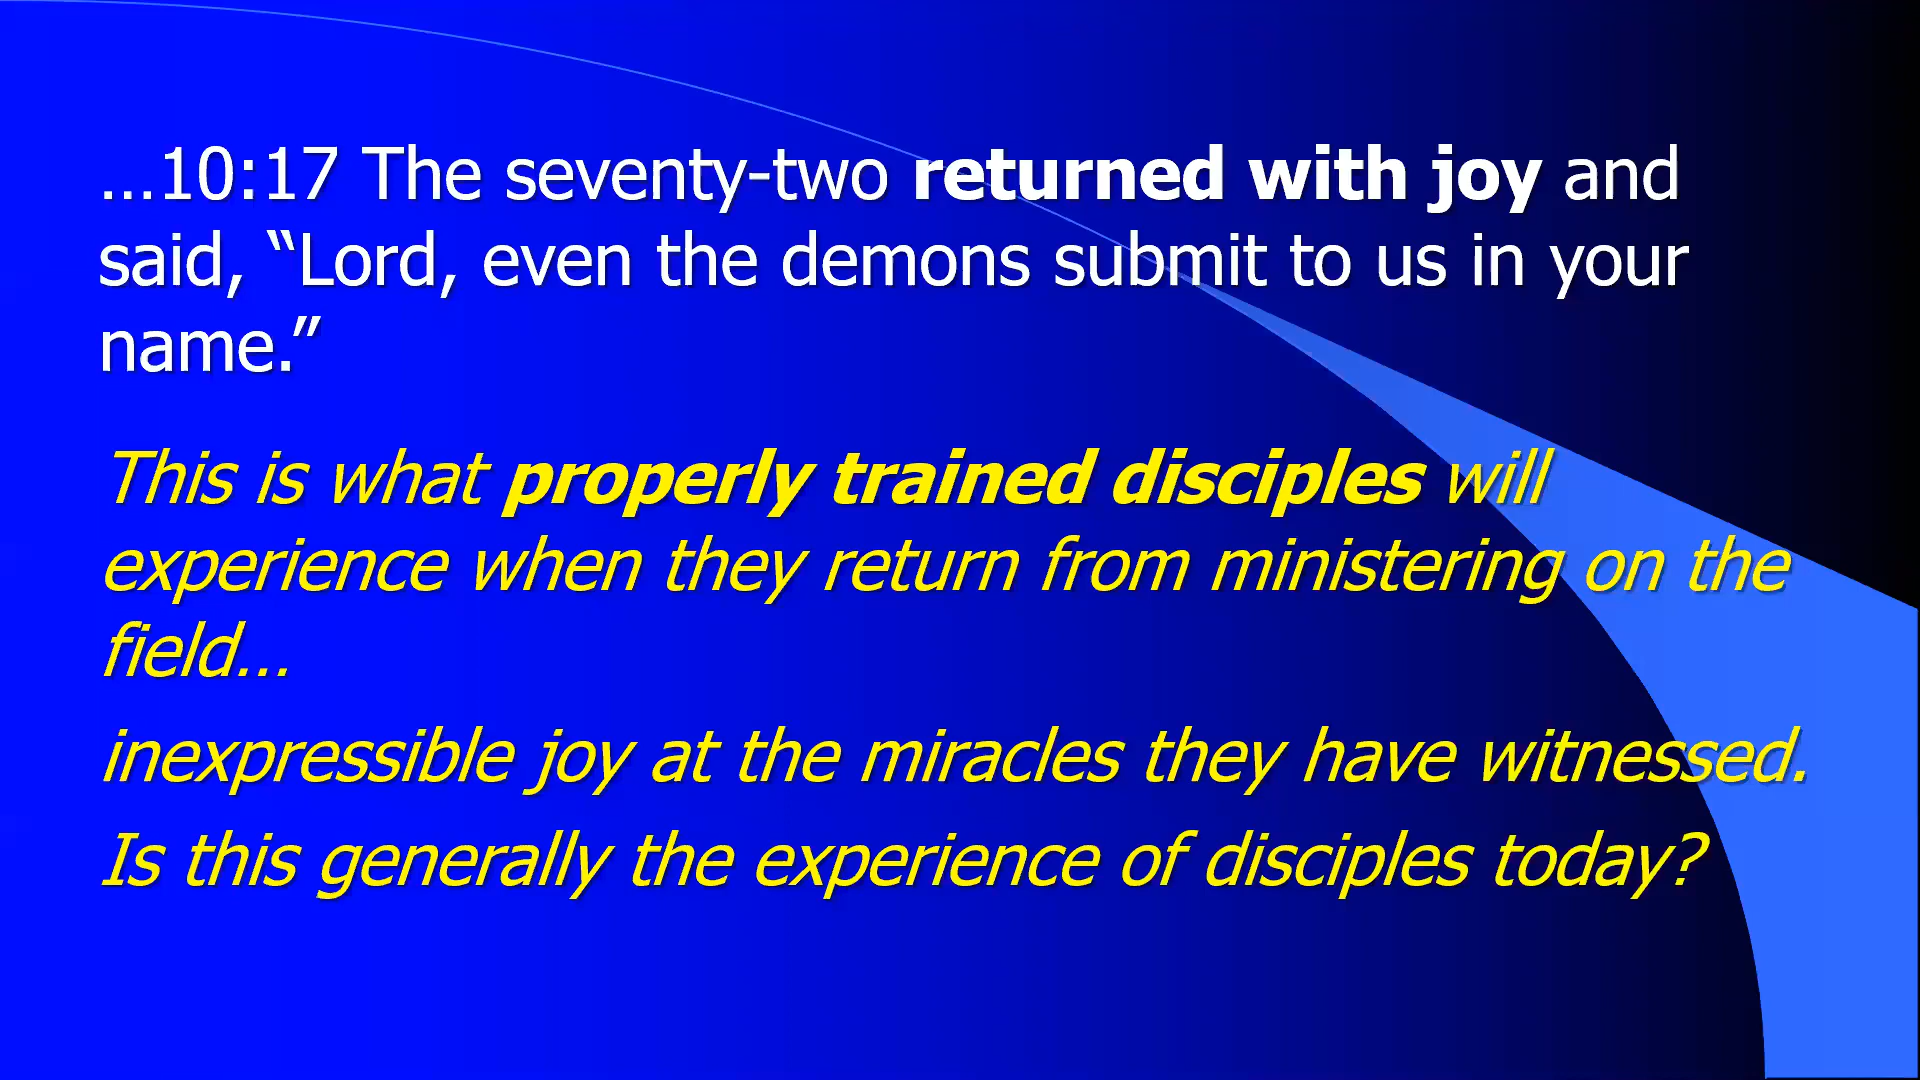 …10:17 The seventy-two returned with joy and
said, “Lord, even the demons submit to us in your
name.”
This is what properly trained disciples will
experience when they return from ministering on the
field…
inexpressible joy at the miracles they have witnessed.
Is this generally the experience of disciples today?